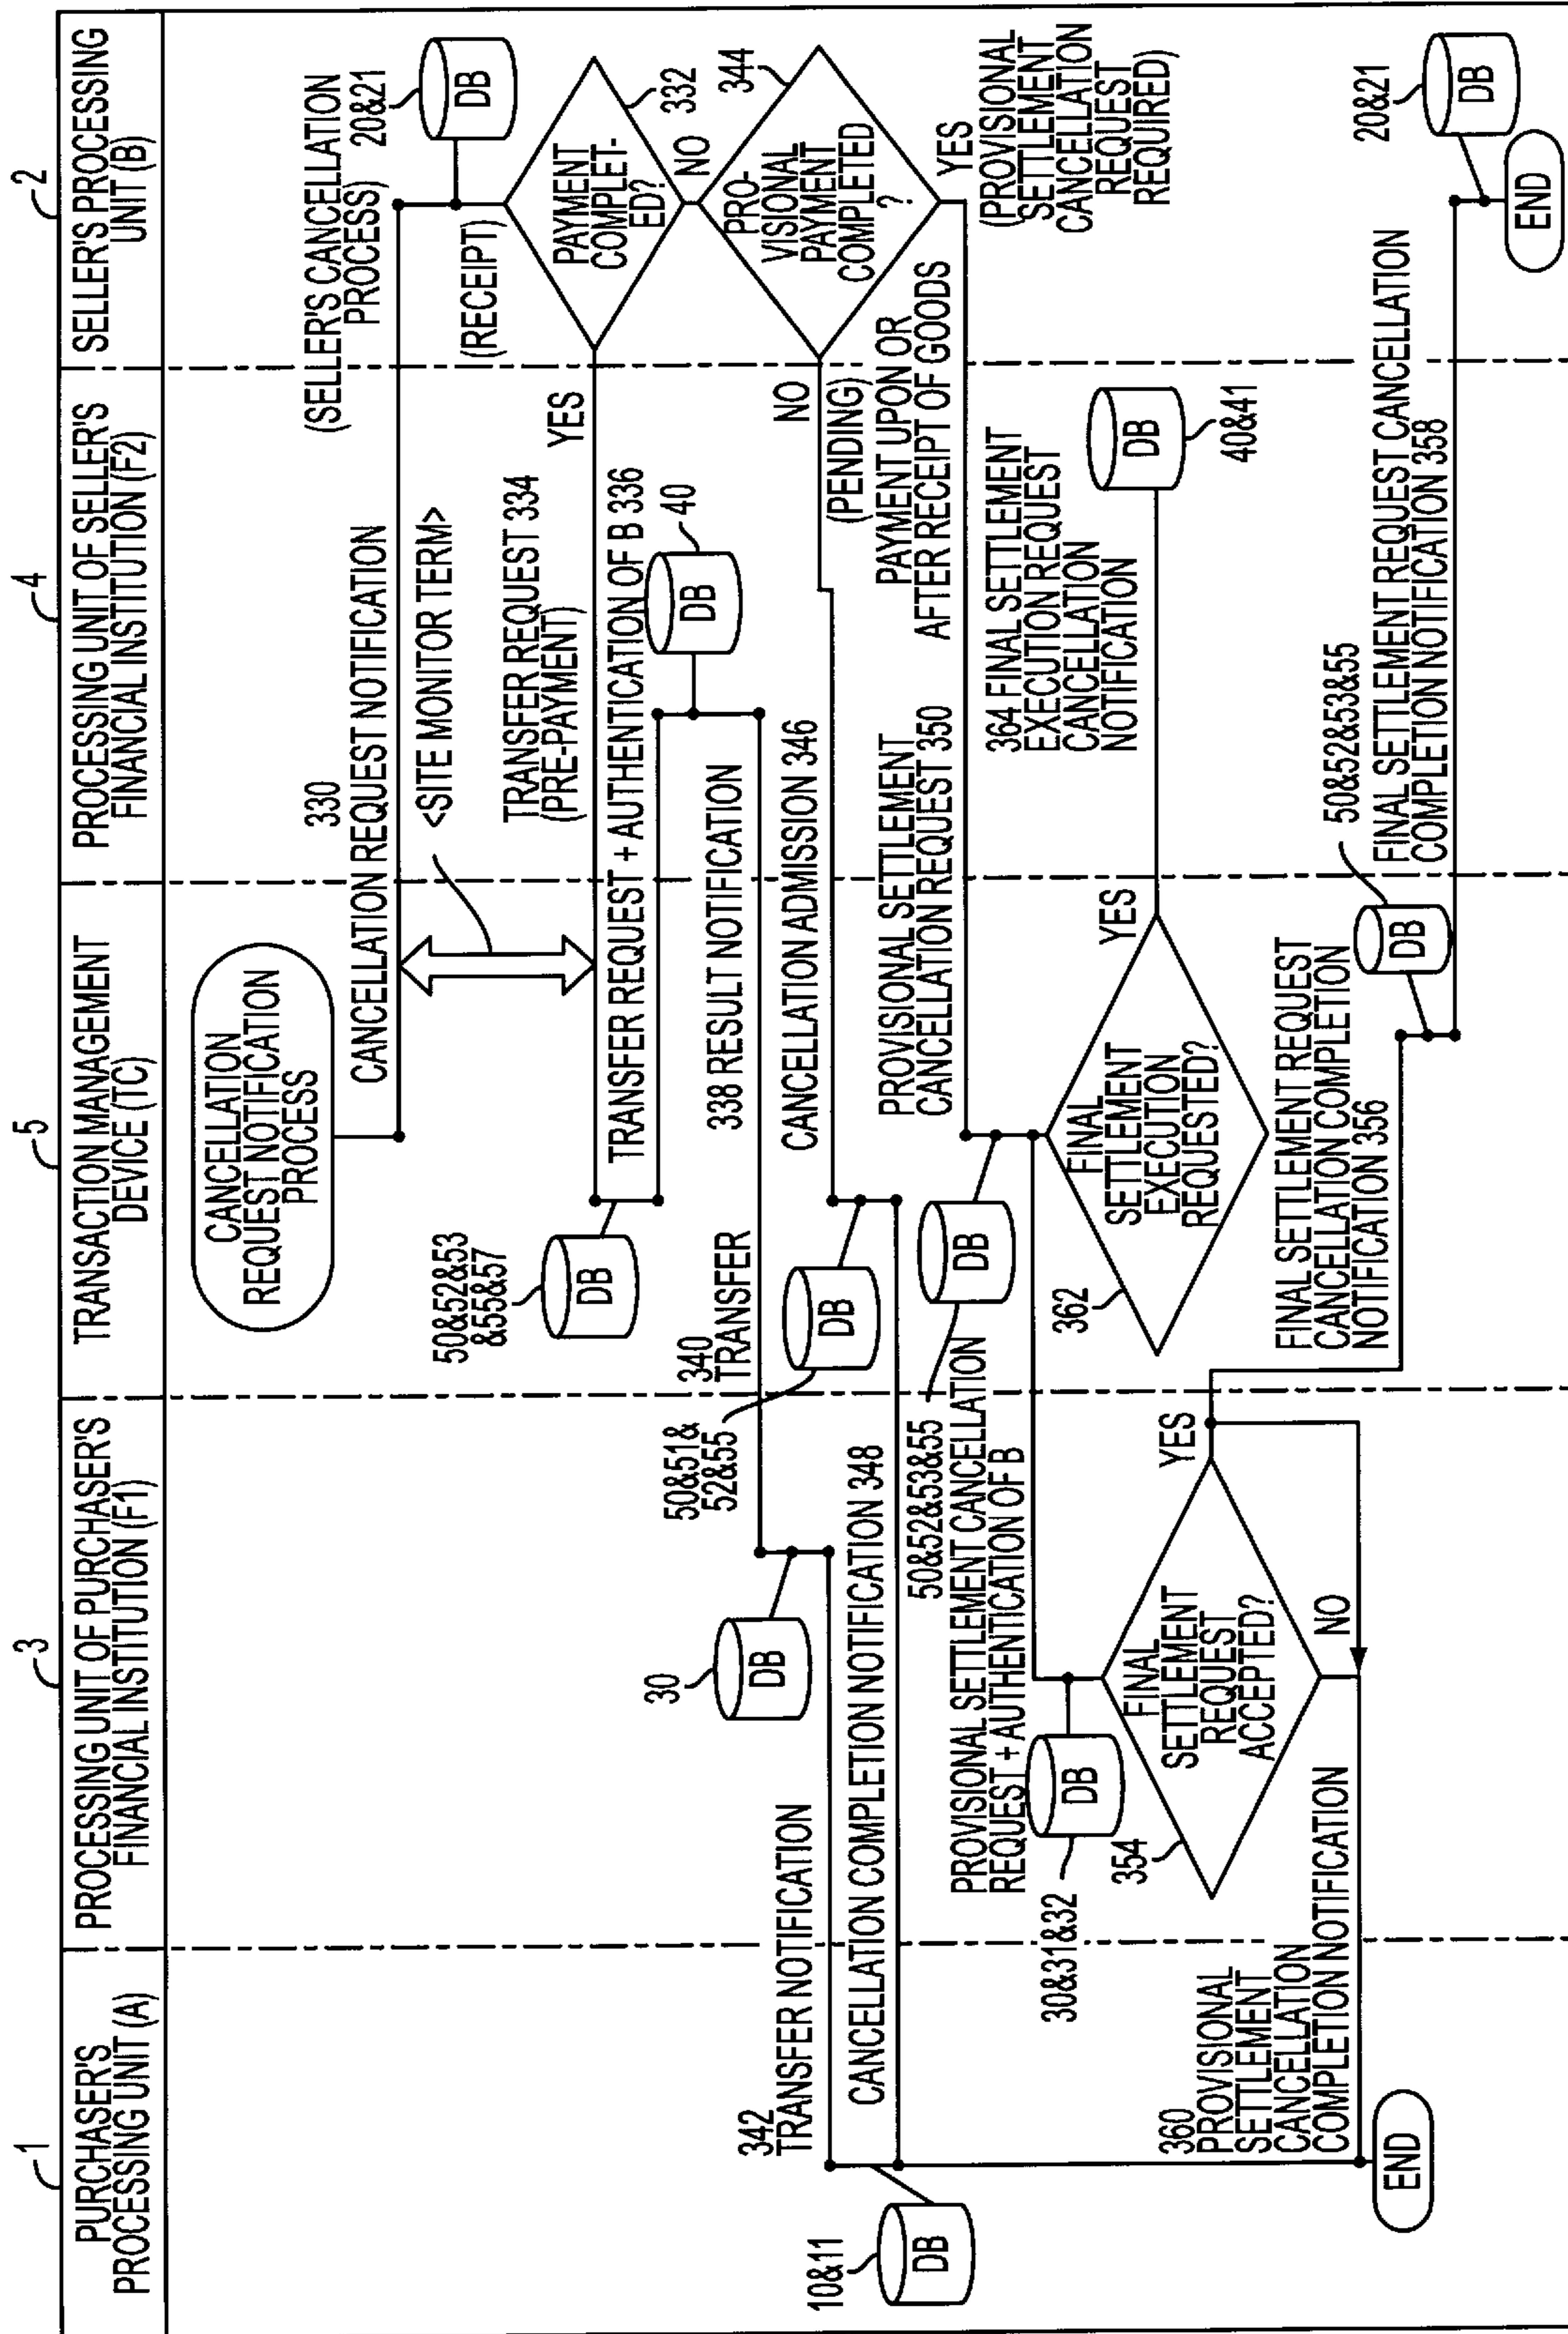 1
PURCHASER'S
PROCESSING UNIT (A)
3
PROCESSING UNIT OF PURCHASER'S
FINANCIAL INSTITUTION (F1)
5
TRANSACTION MANAGEMENT
DEVICE (TC)
4
PROCESSING UNIT OF SELLER'S
FINANCIAL INSTITUTION (F2)
2
SELLER'S PROCESSING
UNIT (B)
CANCELLATION
REQUEST NOTIFICATION
PROCESS
330
CANCELLATION REQUEST NOTIFICATION
<SITE MONITOR TERM>
(SELLER'S CANCELLATION
PROCESS)
20&21
DB
(RECEIPT)
PAYMENT
COMPLET-
ED?
332
YES
NO
TRANSFER REQUEST 334
(PRE-PAYMENT)
50&52&53
&55&57
DB
TRANSFER REQUEST + AUTHENTICATION OF B 336
40
DB
338 RESULT NOTIFICATION
340
TRANSFER
30
DB
342
TRANSFER NOTIFICATION
10&11
DB
PRO-
VISIONAL
PAYMENT
COMPLETED
?
344
NO
(PENDING)
CANCELLATION ADMISSION 346
50&51&
52&55
DB
CANCELLATION COMPLETION NOTIFICATION 348
YES
(PROVISIONAL
SETTLEMENT
CANCELLATION
REQUEST
REQUIRED)
PAYMENT UPON OR
AFTER RECEIPT OF GOODS
PROVISIONAL SETTLEMENT
CANCELLATION REQUEST 350
50&52&53&55
DB
PROVISIONAL SETTLEMENT CANCELLATION
REQUEST + AUTHENTICATION OF B
30&31&32
DB
FINAL
SETTLEMENT
EXECUTION
REQUESTED?
362
YES
364 FINAL SETTLEMENT
EXECUTION REQUEST
CANCELLATION
NOTIFICATION
DB
40&41
FINAL
SETTLEMENT
REQUEST
ACCEPTED?
354
YES
NO
FINAL SETTLEMENT REQUEST
CANCELLATION COMPLETION
NOTIFICATION 356
DB
50&52&53&55
FINAL SETTLEMENT REQUEST CANCELLATION
COMPLETION NOTIFICATION 358
20&21
DB
END
360
PROVISIONAL
SETTLEMENT
CANCELLATION
COMPLETION NOTIFICATION
END